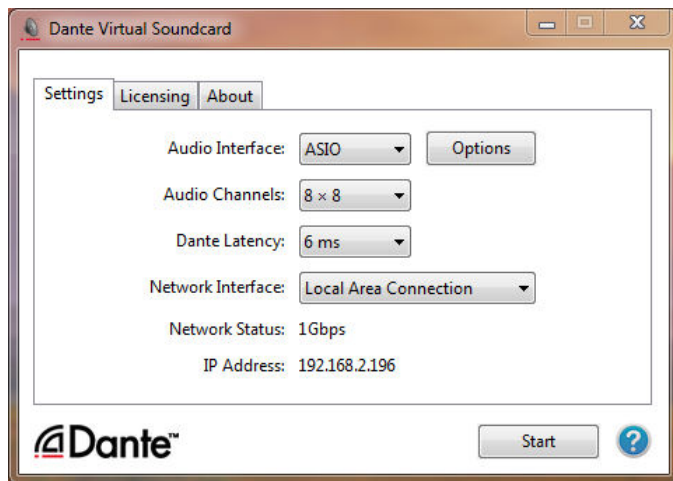 Dante Virtual Soundcard
Settings Licensing About
Audio Interface: ASIO Options
Audio Channels: 8 × 8
Dante Latency: 6 ms
Network Interface: Local Area Connection
Network Status: 1Gbps
IP Address: 192.168.2.196
Dante™ Start ?